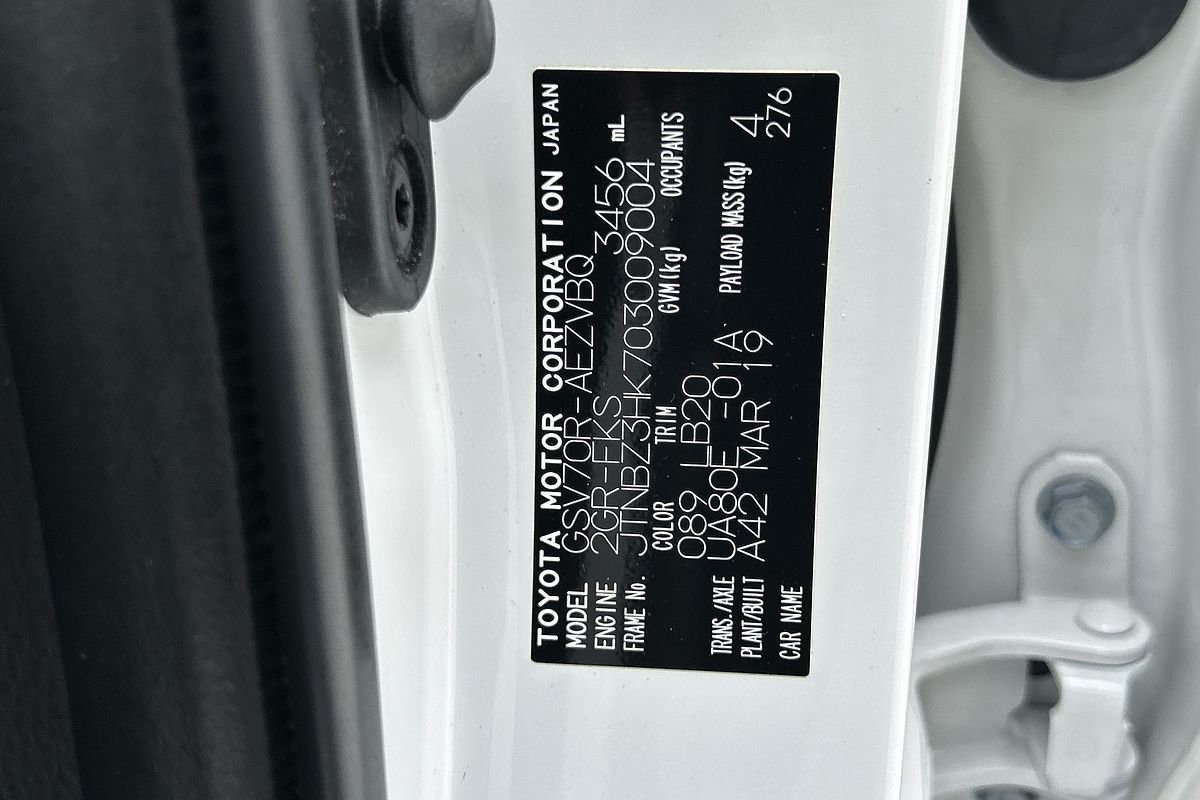 TOYOTA MOTOR CORPORATION JAPAN
MODEL GSV70R-AEZVBQ
ENGINE 2GR-FKS 3456 mL
FRAME No. JTNBZ3HK703009004
COLOR TRIM GVM(kg) OCCUPANTS
089 LB20 4
TRANS./AXLE UA80E-01A PAYLOAD MASS(kg) 276
PLANT/BUILT A42 MAR 19
CAR NAME